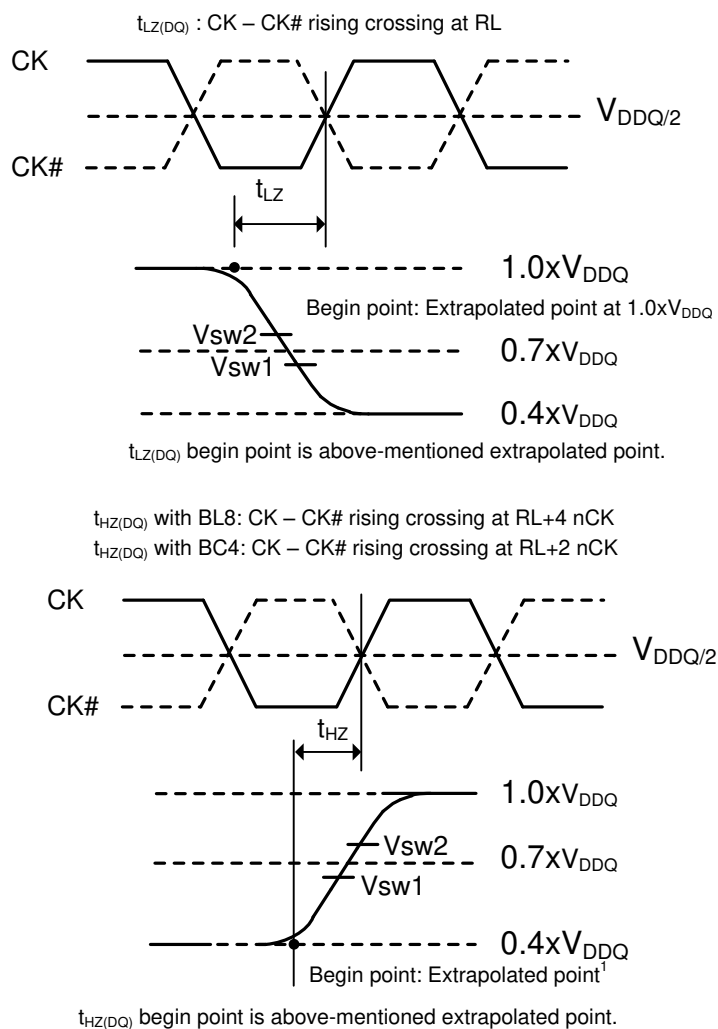 tLZ(DQ) : CK – CK# rising crossing at RL
CK
VDDQ/2
CK#
tLZ
1.0xVDDQ
Begin point: Extrapolated point at 1.0xVDDQ
Vsw2
0.7xVDDQ
Vsw1
0.4xVDDQ
tLZ(DQ) begin point is above-mentioned extrapolated point.
tHZ(DQ) with BL8: CK – CK# rising crossing at RL+4 nCK
tHZ(DQ) with BC4: CK – CK# rising crossing at RL+2 nCK
CK
VDDQ/2
CK#
tHZ
1.0xVDDQ
Vsw2
0.7xVDDQ
Vsw1
0.4xVDDQ
Begin point: Extrapolated point1
tHZ(DQ) begin point is above-mentioned extrapolated point.